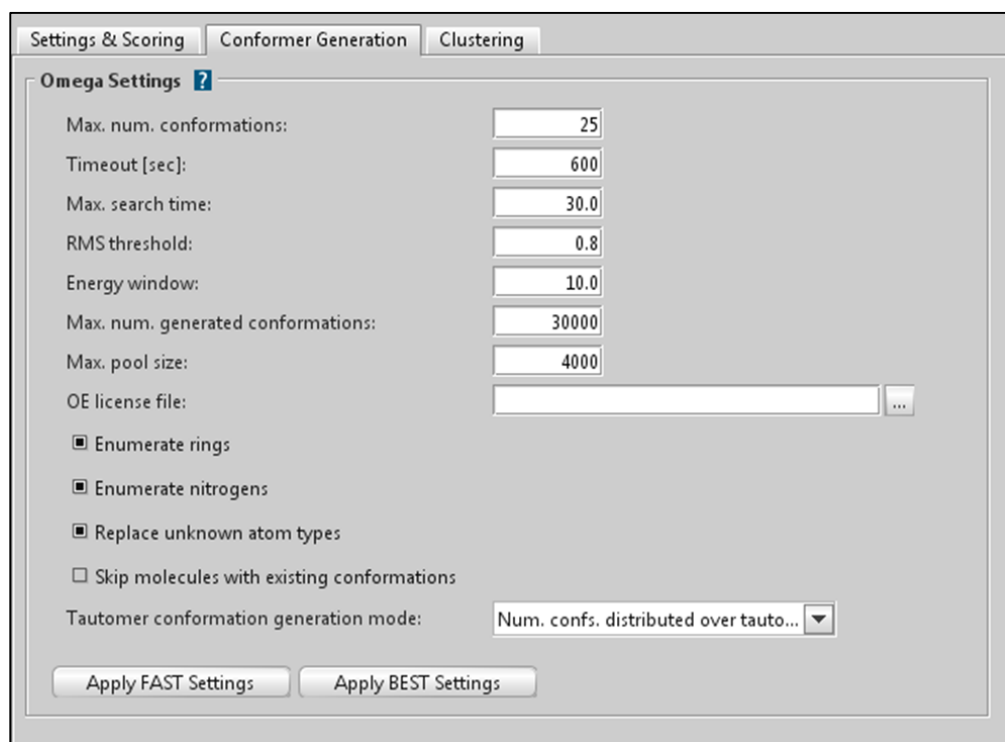 Settings & Scoring Conformer Generation Clustering
Omega Settings ?
Max. num. conformations: 25
Timeout [sec]: 600
Max. search time: 30.0
RMS threshold: 0.8
Energy window: 10.0
Max. num. generated conformations: 30000
Max. pool size: 4000
OE license file: ...
Enumerate rings
Enumerate nitrogens
Replace unknown atom types
Skip molecules with existing conformations
Tautomer conformation generation mode: Num. confs. distributed over tauto...
Apply FAST Settings Apply BEST Settings